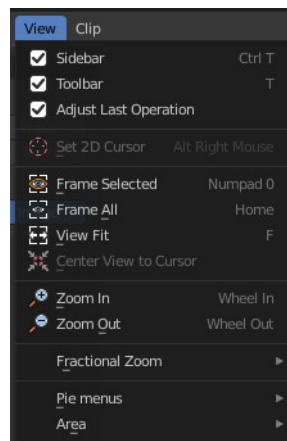 View Clip
Sidebar Ctrl T
Toolbar T
Adjust Last Operation
Set 2D Cursor Alt Right Mouse
Frame Selected Numpad 0
Frame All Home
View Fit F
Center View to Cursor
Zoom In Wheel In
Zoom Out Wheel Out
Fractional Zoom
Pie menus
Area